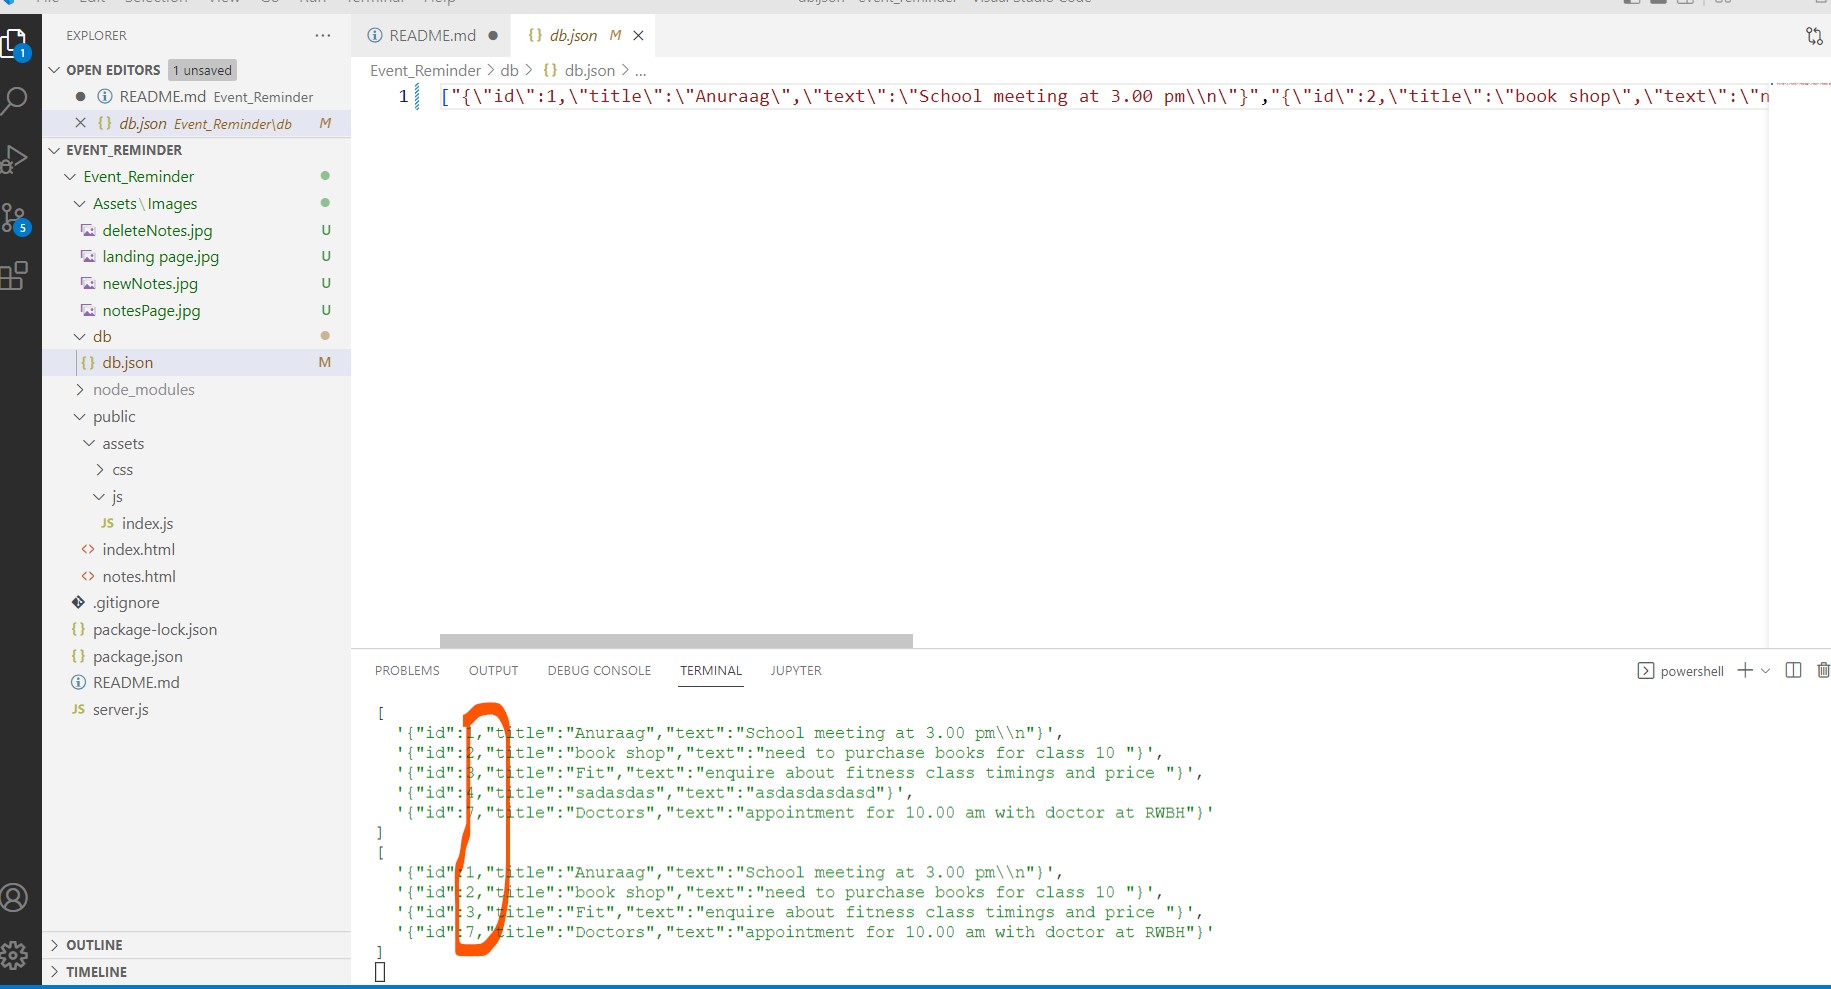 EXPLORER
OPEN EDITORS 1 unsaved
README.md Event_Reminder
db.json Event_Reminder\db M
EVENT_REMINDER
Event_Reminder
Assets\Images
deleteNotes.jpg U
landing page.jpg U
newNotes.jpg U
notesPage.jpg U
db
db.json M
node_modules
public
assets
css
js
JS index.js
index.html
notes.html
.gitignore
package-lock.json
package.json
README.md
JS server.js
OUTLINE
TIMELINE
1
5
README.md
db.json M
Event_Reminder > db > {} db.json > ...
1 ["{\"id\":1,\"title\":\"Anuraag\",\"text\":\"School meeting at 3.00 pm\\n\"}","{\"id\":2,\"title\":\"book shop\",\"text\":\"n
PROBLEMS OUTPUT DEBUG CONSOLE TERMINAL JUPYTER
powershell
[
'{"id":1,"title":"Anuraag","text":"School meeting at 3.00 pm\\n"}',
'{"id":2,"title":"book shop","text":"need to purchase books for class 10 "}',
'{"id":3,"title":"Fit","text":"enquire about fitness class timings and price "}',
'{"id":4,"title":"sadasdas","text":"asdasdasdasd"}',
'{"id":7,"title":"Doctors","text":"appointment for 10.00 am with doctor at RWBH"}'
]
[
'{"id":1,"title":"Anuraag","text":"School meeting at 3.00 pm\\n"}',
'{"id":2,"title":"book shop","text":"need to purchase books for class 10 "}',
'{"id":3,"title":"Fit","text":"enquire about fitness class timings and price "}',
'{"id":7,"title":"Doctors","text":"appointment for 10.00 am with doctor at RWBH"}'
]